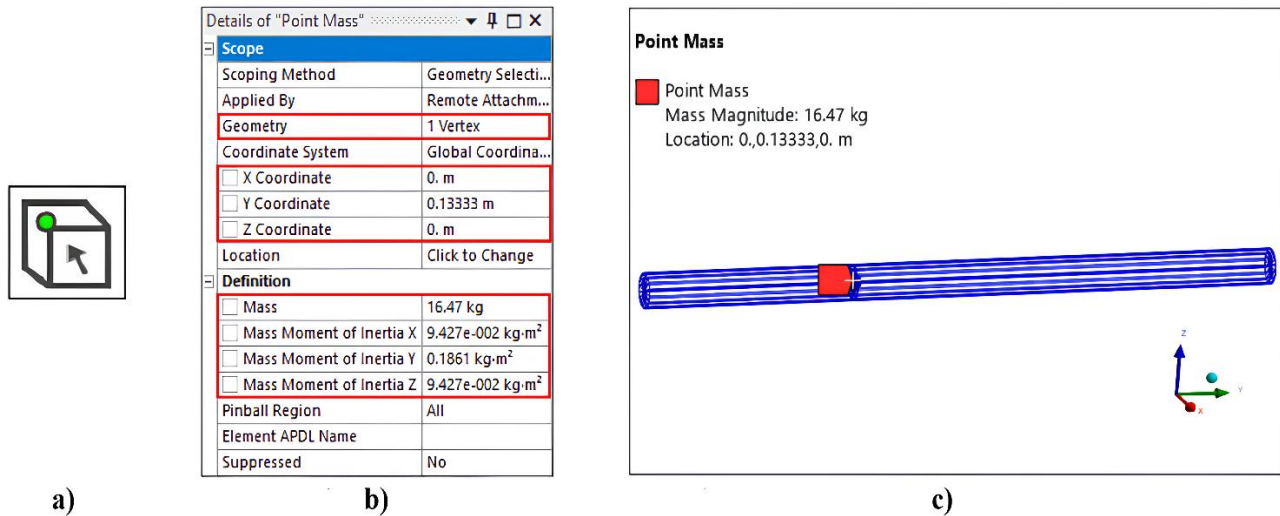 Details of "Point Mass"
Scope
Scoping Method Geometry Selecti...
Applied By Remote Attachm...
Geometry 1 Vertex
Coordinate System Global Coordina...
X Coordinate 0. m
Y Coordinate 0.13333 m
Z Coordinate 0. m
Location Click to Change
Definition
Mass 16.47 kg
Mass Moment of Inertia X 9.427e-002 kg·m²
Mass Moment of Inertia Y 0.1861 kg·m²
Mass Moment of Inertia Z 9.427e-002 kg·m²
Pinball Region All
Element APDL Name
Suppressed No
Point Mass
Point Mass
Mass Magnitude: 16.47 kg
Location: 0.,0.13333,0. m
Z
Y
X
a)
b)
c)